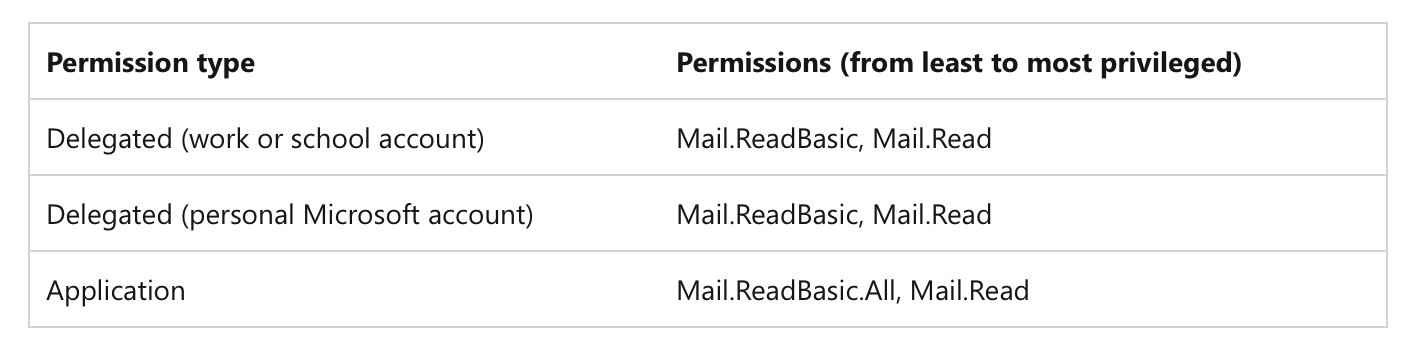 Permission type Permissions (from least to most privileged)
Delegated (work or school account) Mail.ReadBasic, Mail.Read
Delegated (personal Microsoft account) Mail.ReadBasic, Mail.Read
Application Mail.ReadBasic.All, Mail.Read